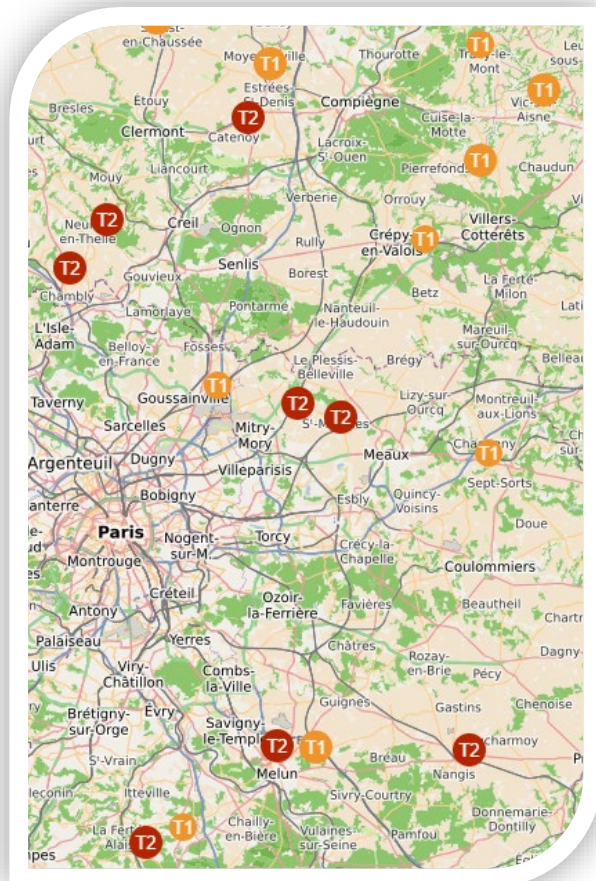 en-Chaussée
T1
Thourotte
T1
Tracy-le-
Mont
Moyenneville
T1
Estrées-
St-Denis
T1
Vic-sur-
Aisne
Bresles
Étouy
Compiègne
Clermont
T2
Catenoy
Cuise-la-
Motte
Lacroix-
St-Ouen
T1
Pierrefonds
Chaudun
Liancourt
Mouy
Verberie
Orrouy
T2
Neuilly-
en-Thelle
Creil
Ognon
Villers-
Cotterêts
Rully
Crépy-
en-Valois
T1
T2
Chambly
Gouvieux
Senlis
Borest
La Ferté-
Milon
Betz
Lamorlaye
Pontarmé
Nanteuil-
le-Haudouin
L'Isle-
Adam
Belloy-
en-France
Fosses
Mareuil-
sur-Ourcq
Le Plessis-
Belleville
Brégy
T1
Goussainville
Taverny
T2
T2
Lizy-sur-
Ourcq
Montreuil-
aux-Lions
Sarcelles
Mitry-
Mory
Argenteuil
Dugny
Villeparisis
Meaux
T1
Sept-Sorts
Bobigny
Esbly
Quincy-
Voisins
Paris
Nogent-
sur-M.
Torcy
Doue
Crécy-la-
Chapelle
Montrouge
Coulommiers
Créteil
Ozoir-
la-Ferrière
Favières
Beautheil
Antony
Palaiseau
Yerres
Châtres
Rozay-
en-Brie
Ulis
Viry-
Châtillon
Combs-
la-Ville
Pécy
Guignes
Gastins
Chenoise
Brétigny-
sur-Orge
Évry
Savigny-
le-Temple
T2
T1
T2
St-Vrain
Melun
Bréau
Nangis
Itteville
Sivry-Courtry
Donnemarie-
Dontilly
La Ferté-
Alais
T2
T1
Chailly-
en-Bière
Vulaines-
sur-Seine
Pamfou